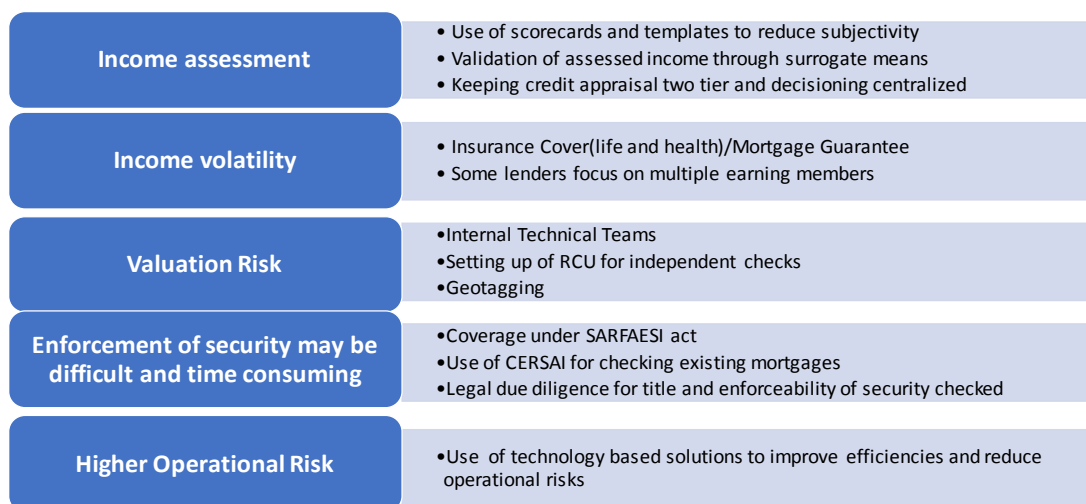 Income assessment
• Use of scorecards and templates to reduce subjectivity
• Validation of assessed income through surrogate means
• Keeping credit appraisal two tier and decisioning centralized
Income volatility
• Insurance Cover(life and health)/Mortgage Guarantee
• Some lenders focus on multiple earning members
Valuation Risk
•Internal Technical Teams
•Setting up of RCU for independent checks
•Geotagging
Enforcement of security may be
difficult and time consuming
•Coverage under SARFAESI act
•Use of CERSAI for checking existing mortgages
•Legal due diligence for title and enforceability of security checked
Higher Operational Risk
•Use of technology based solutions to improve efficiencies and reduce
operational risks